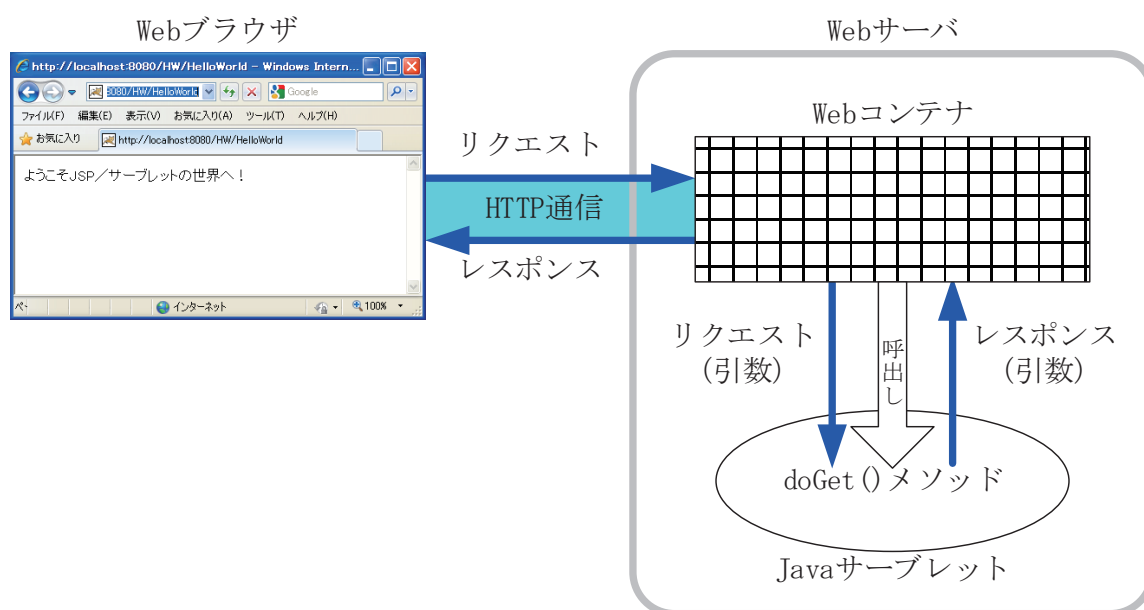 Webブラウザ
Webサーバ
http://localhost:8080/HW/HelloWorld - Windows Intern...
8080/HW/HelloWorld
Google
ファイル(F) 編集(E) 表示(V) お気に入り(A) ツール(T) ヘルプ(H)
お気に入り
http://localhost:8080/HW/HelloWorld
ようこそJSP／サーブレットの世界へ！
インターネット
100%
リクエスト
HTTP通信
レスポンス
Webコンテナ
リクエスト
(引数)
呼出し
レスポンス
(引数)
doGet()メソッド
Javaサーブレット